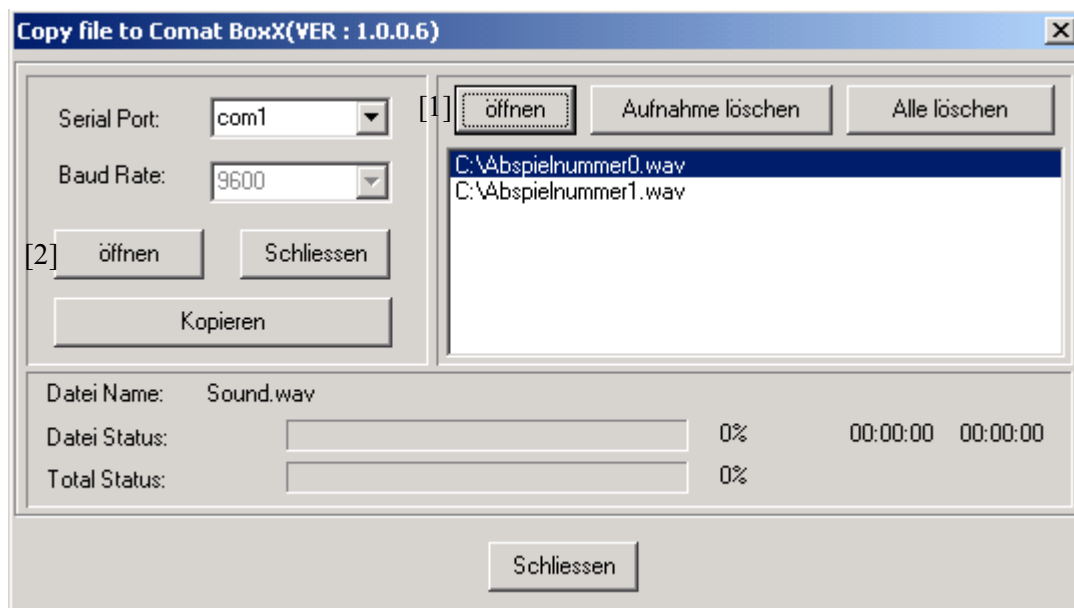 Copy file to Comat BoxX(VER : 1.0.0.6)
Serial Port: com1
Baud Rate: 9600
[2] öffnen Schliessen
Kopieren
[1] öffnen Aufnahme löschen Alle löschen
C:\Abspielnummer0.wav
C:\Abspielnummer1.wav
Datei Name: Sound.wav
Datei Status: 0% 00:00:00 00:00:00
Total Status: 0%
Schliessen